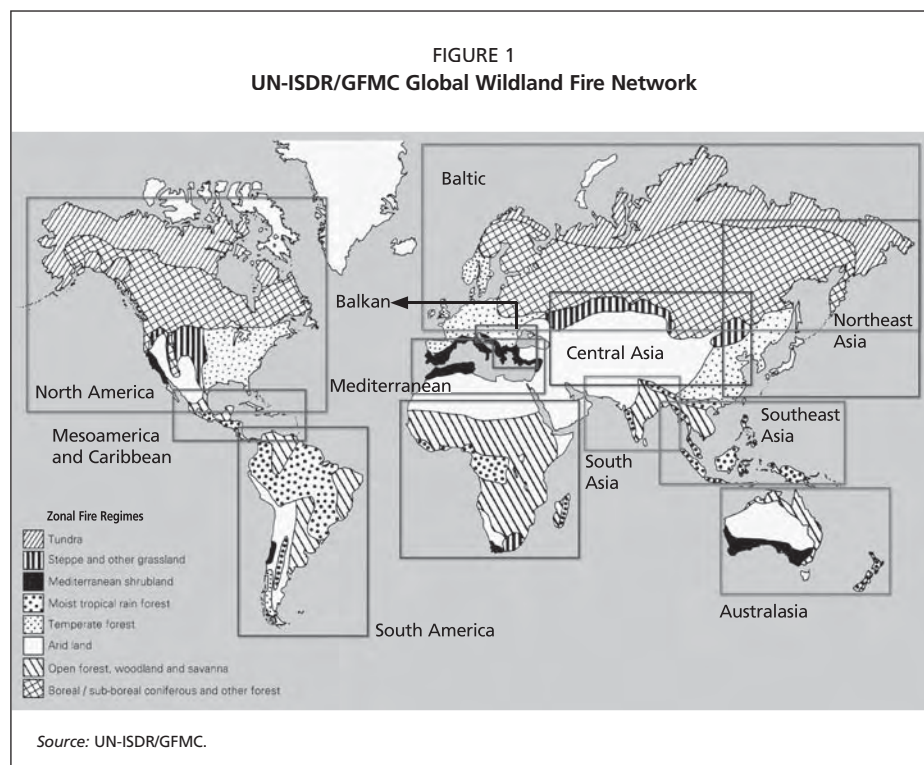 FIGURE 1
UN-ISDR/GFMC Global Wildland Fire Network
Baltic
Balkan
Northeast
Asia
Central Asia
North America
Mediterranean
Mesoamerica
and Caribbean
Southeast
Asia
South
Asia
Australasia
South America
Zonal Fire Regimes
Tundra
Steppe and other grassland
Mediterranean shrubland
Moist tropical rain forest
Temperate forest
Arid land
Open forest, woodland and savanna
Boreal / sub-boreal coniferous and other forest
Source: UN-ISDR/GFMC.